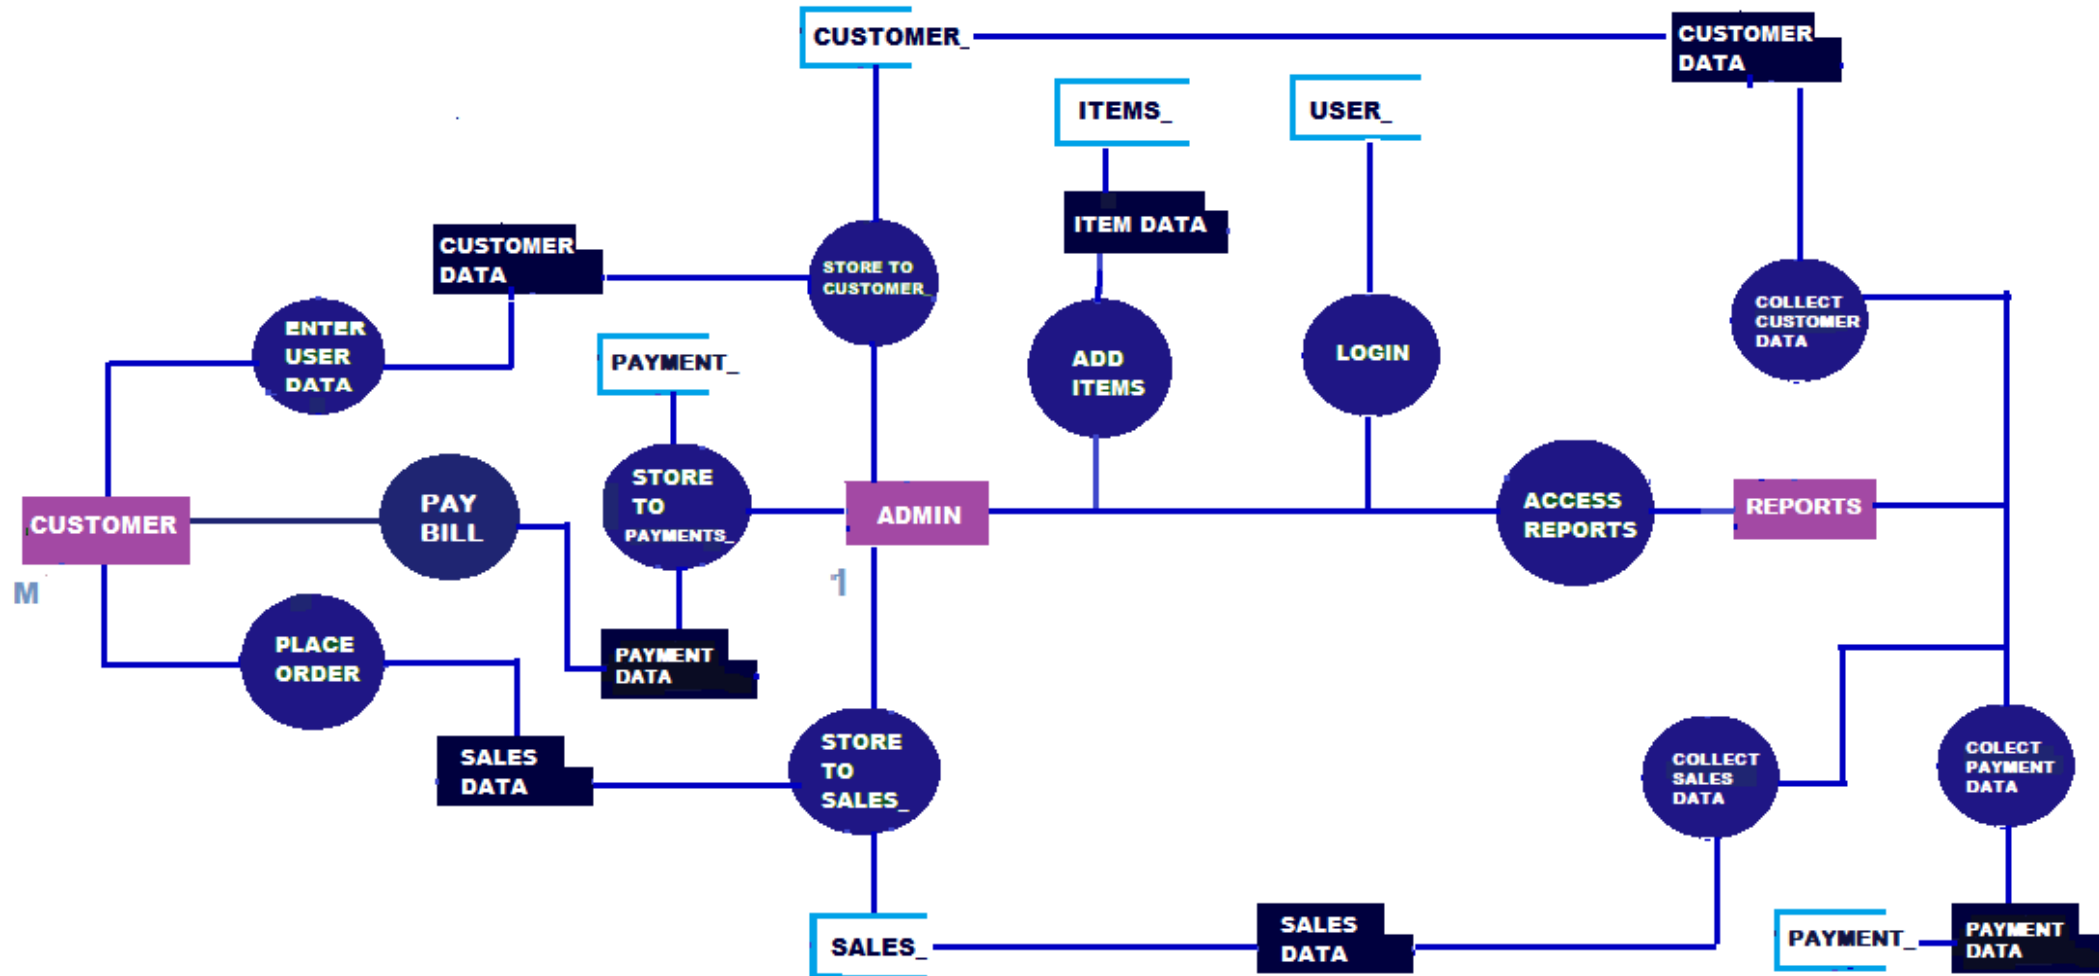 CUSTOMER_
CUSTOMER
DATA
ITEMS_
USER_
ITEM DATA
CUSTOMER
DATA
STORE TO
CUSTOMER_
COLLECT
CUSTOMER
DATA
ENTER
USER
DATA
PAYMENT_
ADD
ITEMS
LOGIN
STORE
TO
PAYMENTS_
PAY
BILL
CUSTOMER
ADMIN
ACCESS
REPORTS
REPORTS
M
1
PLACE
ORDER
PAYMENT
DATA
SALES
DATA
STORE
TO
SALES_
COLLECT
SALES
DATA
COLECT
PAYMENT
DATA
SALES_
SALES
DATA
PAYMENT_
PAYMENT
DATA